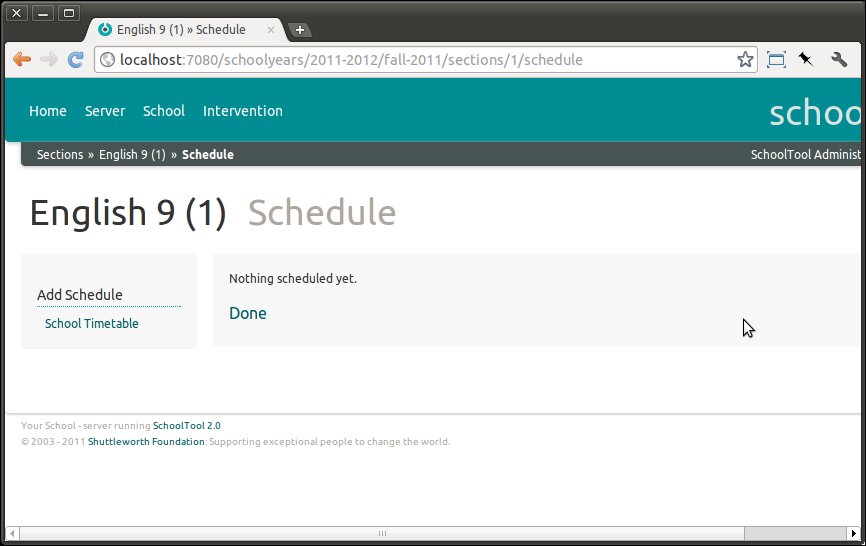 English 9 (1) » Schedule
localhost:7080/schoolyears/2011-2012/fall-2011/sections/1/schedule
Home Server School Intervention schoo
Sections » English 9 (1) » Schedule SchoolTool Administ
English 9 (1) Schedule
Add Schedule
School Timetable
Nothing scheduled yet.
Done
Your School - server running SchoolTool 2.0
© 2003 - 2011 Shuttleworth Foundation: Supporting exceptional people to change the world.